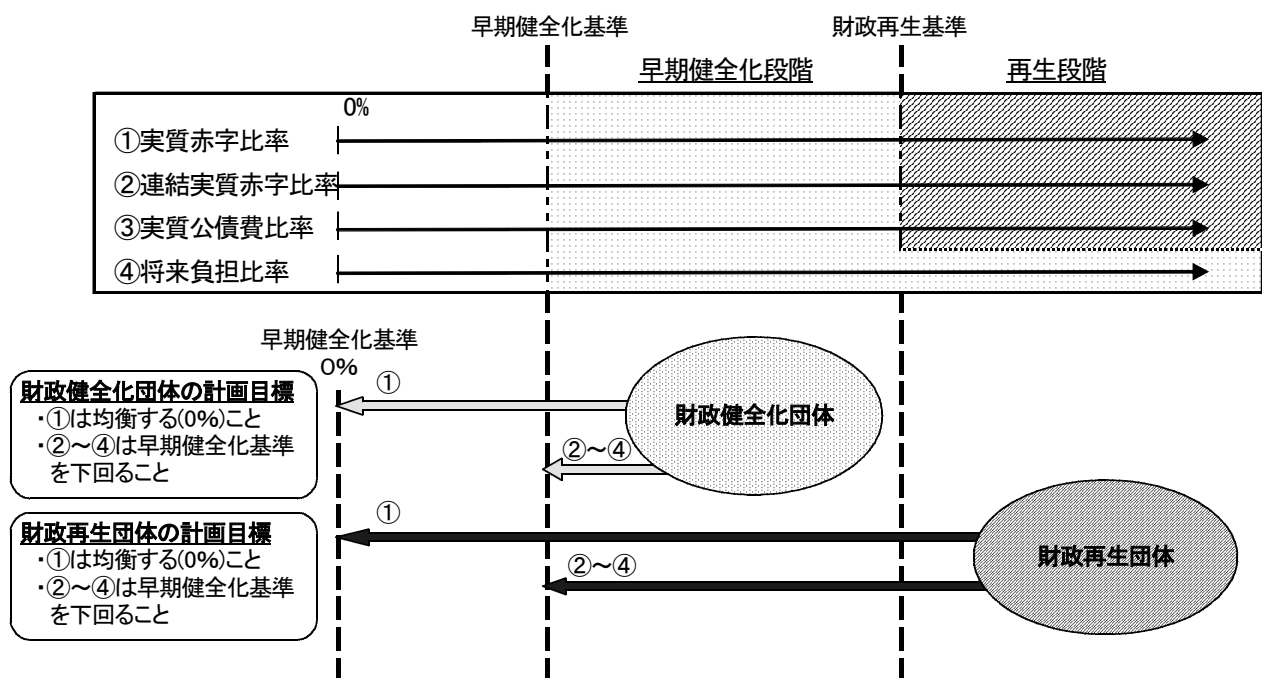 早期健全化基準
財政再生基準
早期健全化段階
再生段階
0%
①実質赤字比率
②連結実質赤字比率
③実質公債費比率
④将来負担比率
早期健全化基準
0%
財政健全化団体の計画目標
・①は均衡する(0%)こと
・②～④は早期健全化基準
を下回ること
①
②～④
財政健全化団体
財政再生団体の計画目標
・①は均衡する(0%)こと
・②～④は早期健全化基準
を下回ること
①
②～④
財政再生団体